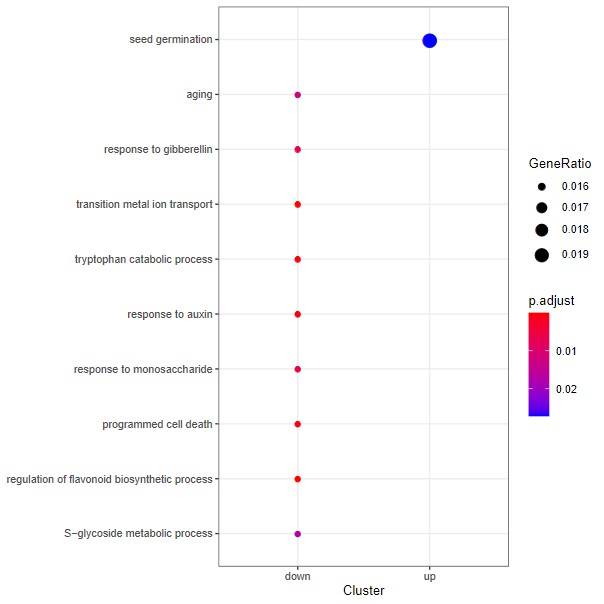 seed germination
aging
response to gibberellin
transition metal ion transport
tryptophan catabolic process
response to auxin
response to monosaccharide
programmed cell death
regulation of flavonoid biosynthetic process
S−glycoside metabolic process
down
up
Cluster
GeneRatio
0.016
0.017
0.018
0.019
p.adjust
0.01
0.02